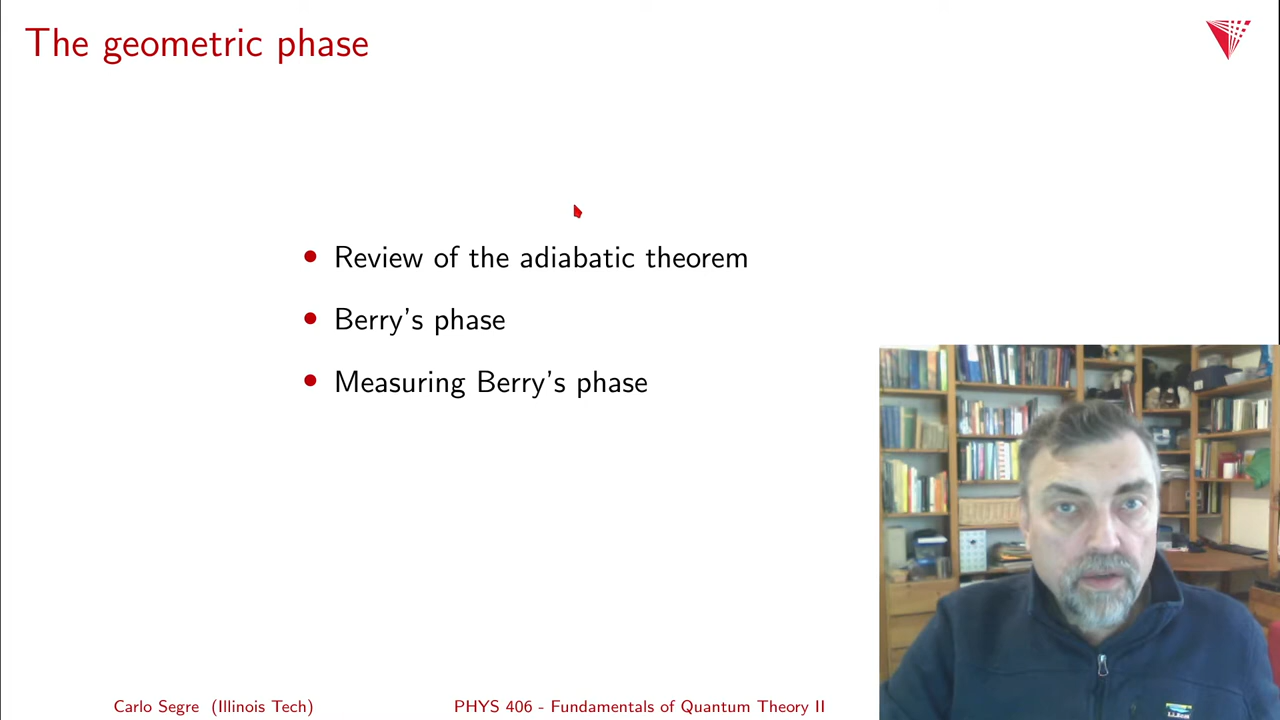 The geometric phase
• Review of the adiabatic theorem
• Berry's phase
• Measuring Berry's phase
Carlo Segre (Illinois Tech)
PHYS 406 - Fundamentals of Quantum Theory II